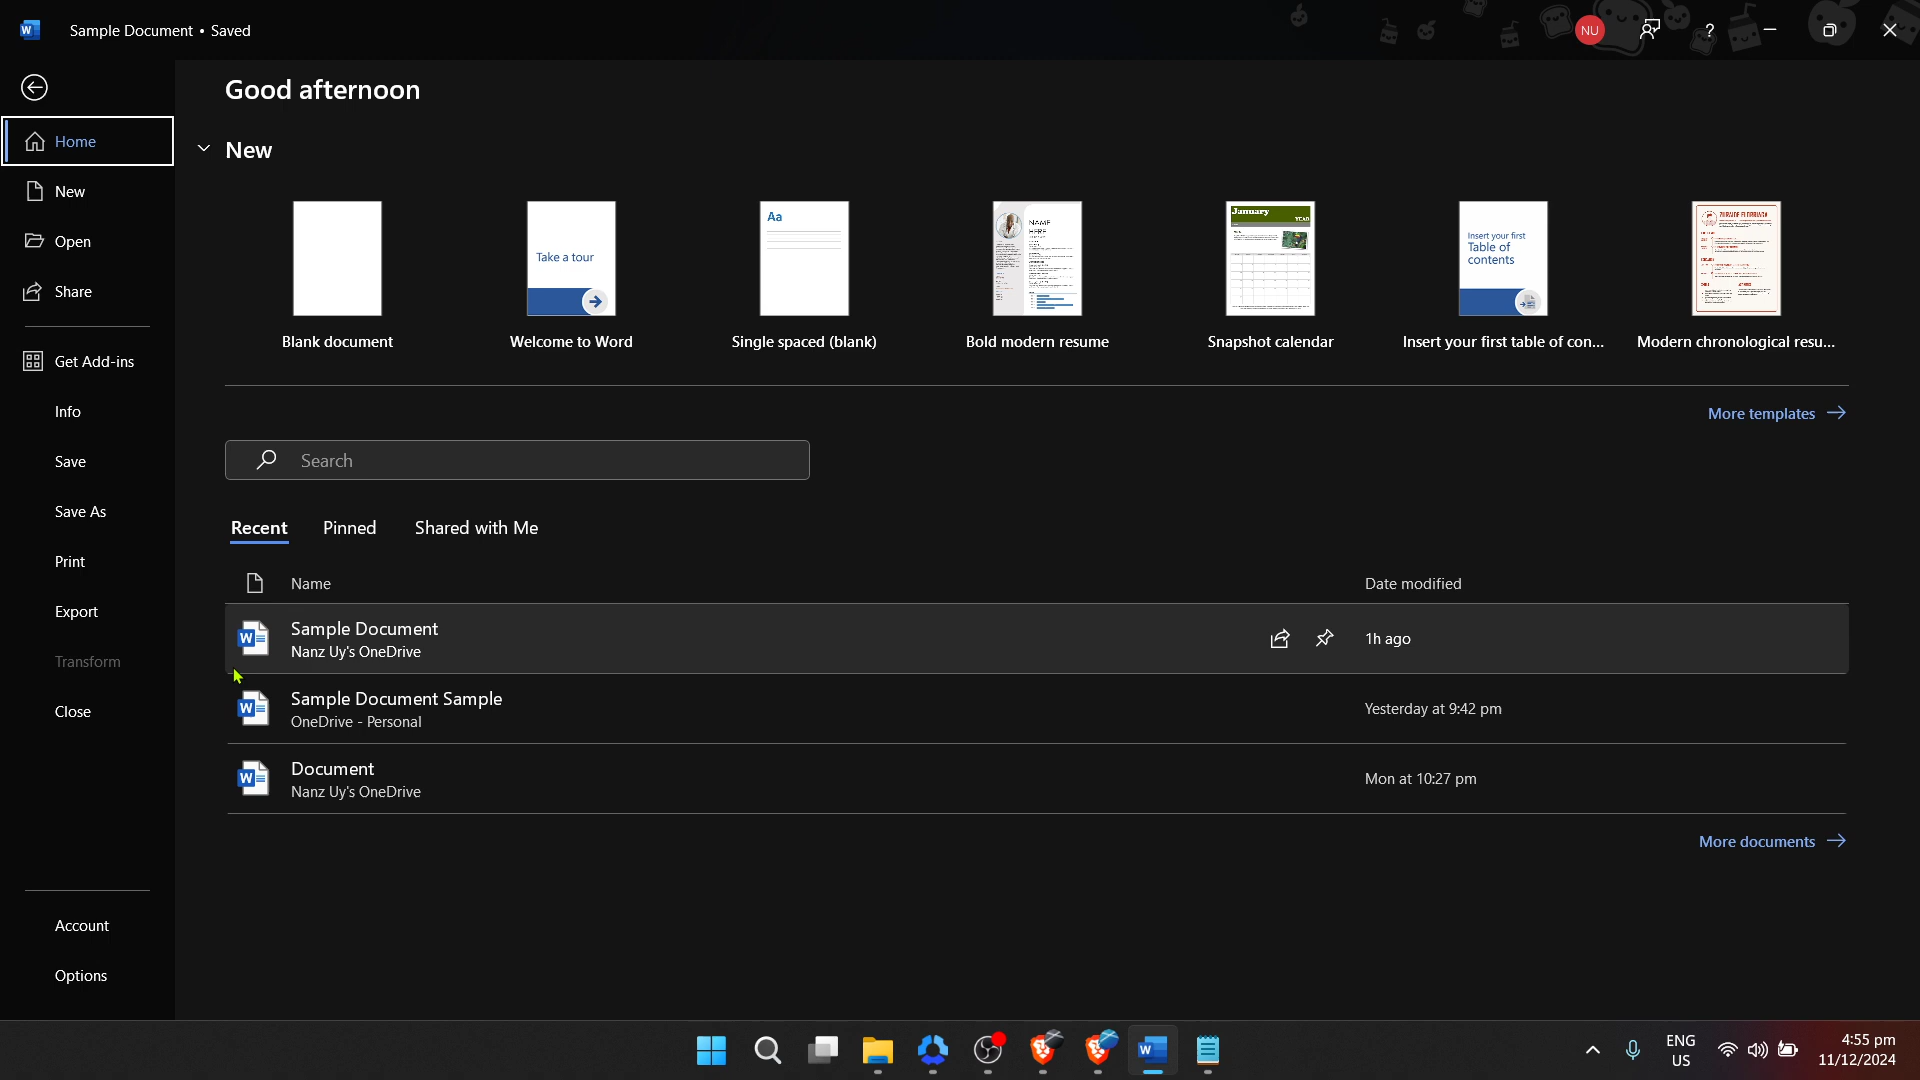 Sample Document • Saved
NU
?
Good afternoon
Home
New
New
Open
Share
Get Add-ins
Info
Save
Save As
Print
Export
Transform
Close
Account
Options
Take a tour
Aa
NAME
HERE
January
YEAR
Insert your first
Table of
contents
Blank document
Welcome to Word
Single spaced (blank)
Bold modern resume
Snapshot calendar
Insert your first table of con...
Modern chronological resu...
More templates
Search
Recent
Pinned
Shared with Me
Name
Date modified
Sample Document
Nanz Uy's OneDrive
1h ago
Sample Document Sample
OneDrive - Personal
Yesterday at 9:42 pm
Document
Nanz Uy's OneDrive
Mon at 10:27 pm
More documents
ENG
US
4:55 pm
11/12/2024